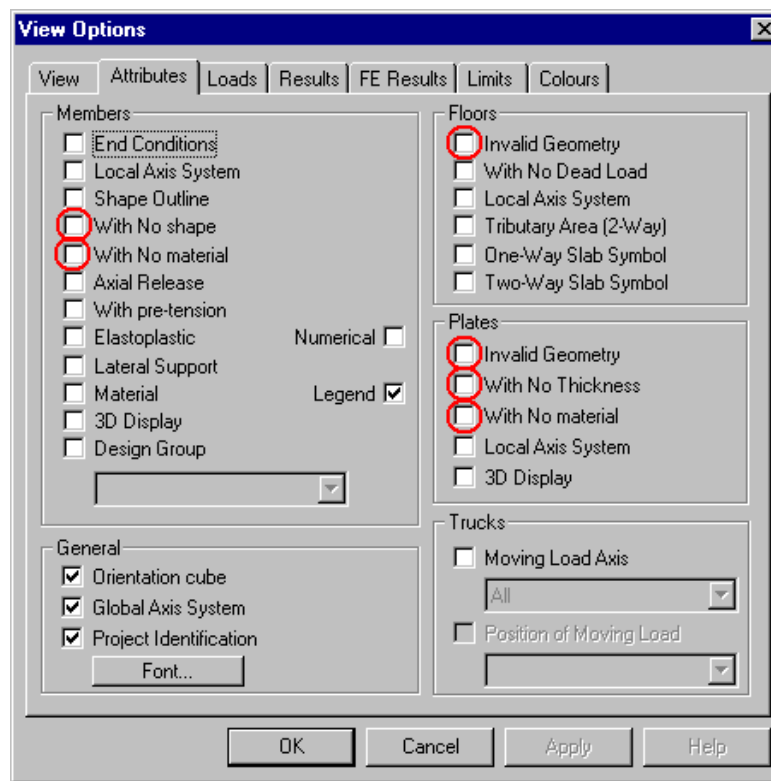 View Options
View Attributes Loads Results FE Results Limits Colours
Members
End Conditions
Local Axis System
Shape Outline
With No shape
With No material
Axial Release
With pre-tension
Elastoplastic Numerical
Lateral Support
Material Legend
3D Display
Design Group
General
Orientation cube
Global Axis System
Project Identification
Font...
Floors
Invalid Geometry
With No Dead Load
Local Axis System
Tributary Area (2-Way)
One-Way Slab Symbol
Two-Way Slab Symbol
Plates
Invalid Geometry
With No Thickness
With No material
Local Axis System
3D Display
Trucks
Moving Load Axis
All
Position of Moving Load
OK Cancel Apply Help